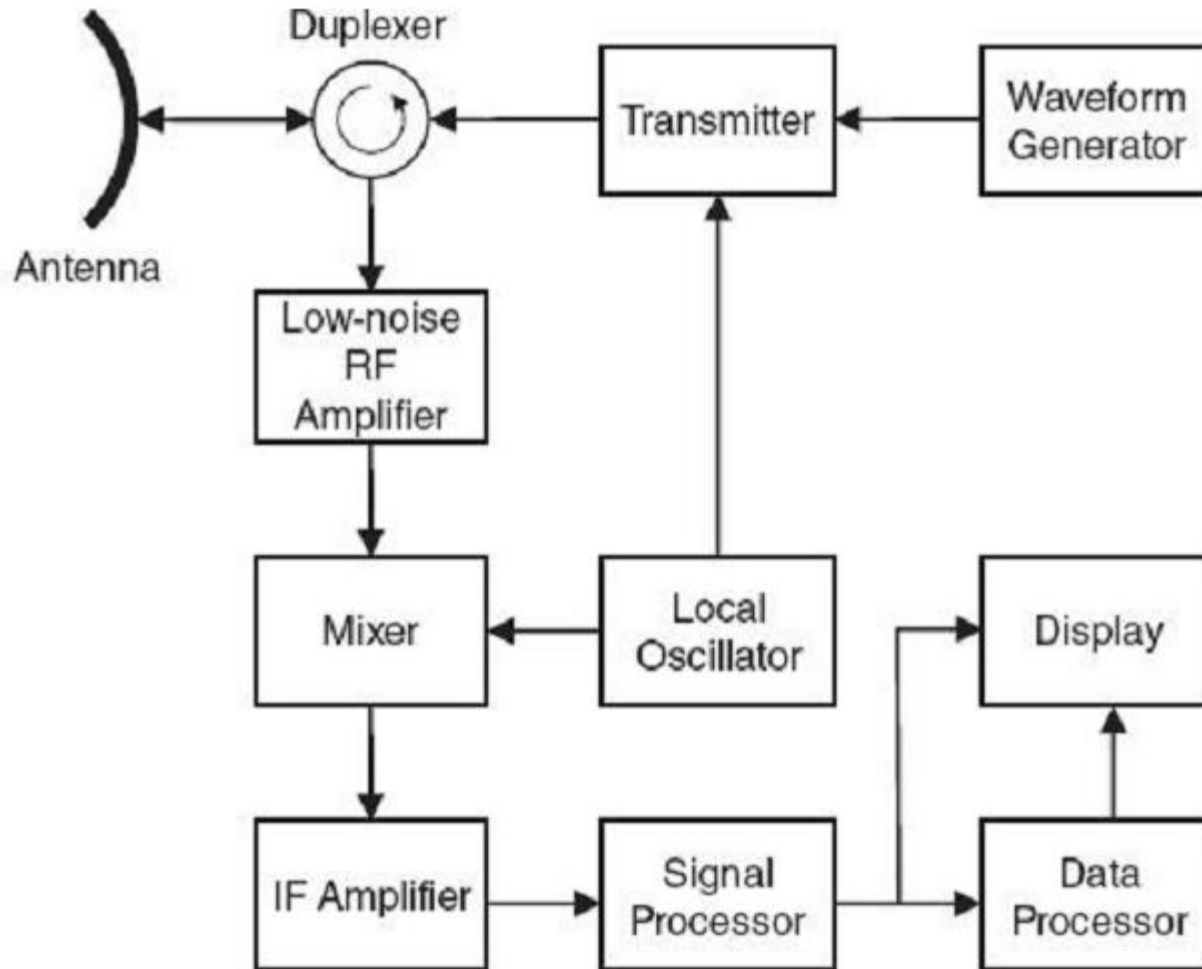 Duplexer
Transmitter
Waveform
Generator
Antenna
Low-noise
RF
Amplifier
Mixer
Local
Oscillator
Display
IF Amplifier
Signal
Processor
Data
Processor